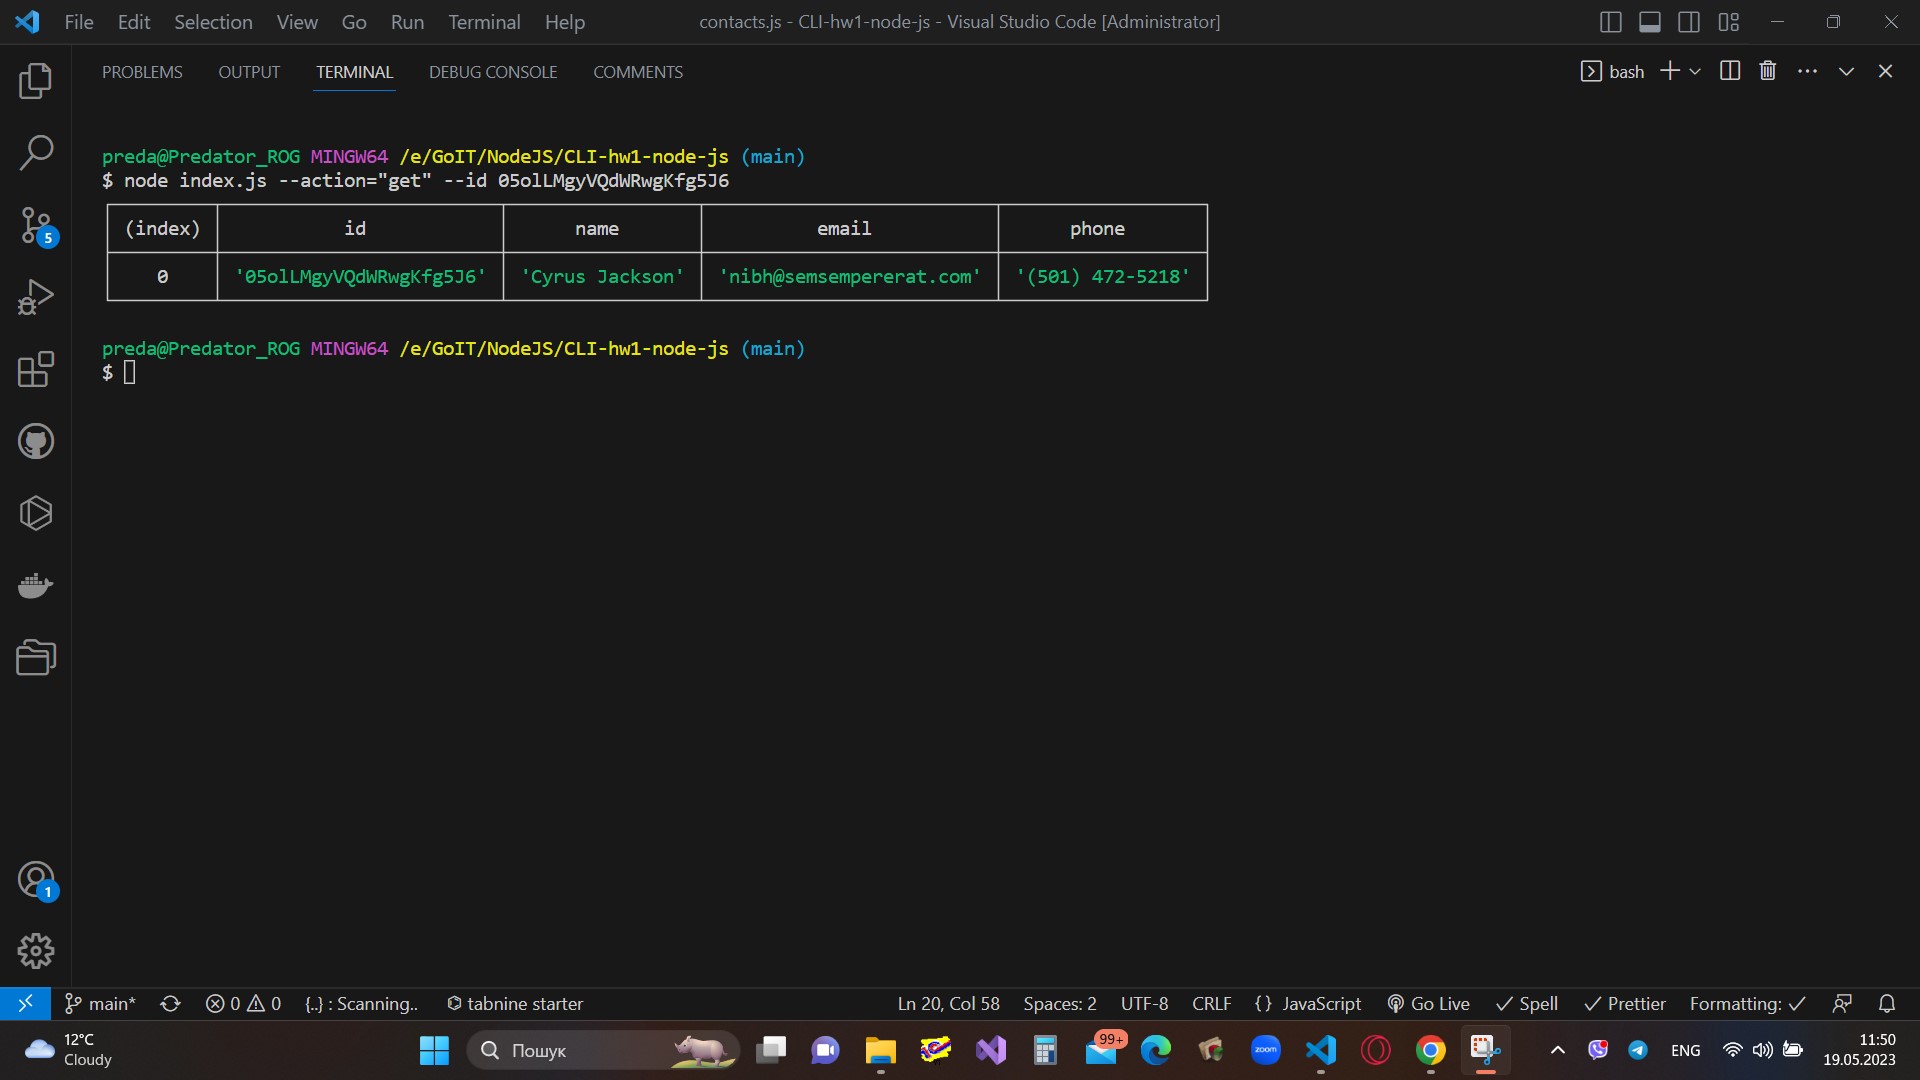 File Edit Selection View Go Run Terminal Help contacts.js - CLI-hw1-node-js - Visual Studio Code [Administrator]
PROBLEMS OUTPUT TERMINAL DEBUG CONSOLE COMMENTS bash
preda@Predator_ROG MINGW64 /e/GoIT/NodeJS/CLI-hw1-node-js (main)
$ node index.js --action="get" --id 05olLMgyVQdWRwgKfg5J6
(index) id name email phone
0 '05olLMgyVQdWRwgKfg5J6' 'Cyrus Jackson' 'nibh@semsempererat.com' '(501) 472-5218'
preda@Predator_ROG MINGW64 /e/GoIT/NodeJS/CLI-hw1-node-js (main)
$
5
1
main* 0 0 {..} : Scanning.. tabnine starter Ln 20, Col 58 Spaces: 2 UTF-8 CRLF {} JavaScript Go Live Spell Prettier Formatting:
12°C
Cloudy
Пошук
99+
zoom
ENG
11:50
19.05.2023